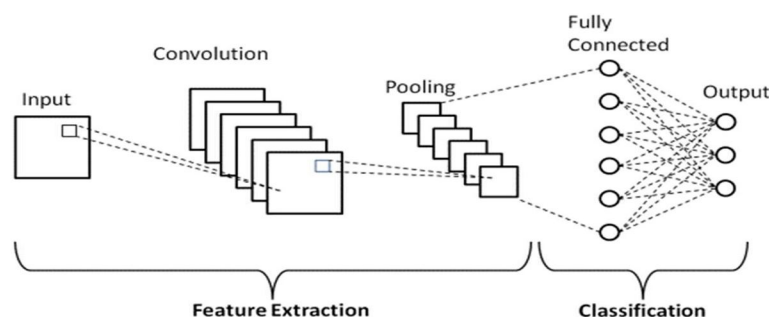 Input
Convolution
Pooling
Fully
Connected
Output
Feature Extraction
Classification